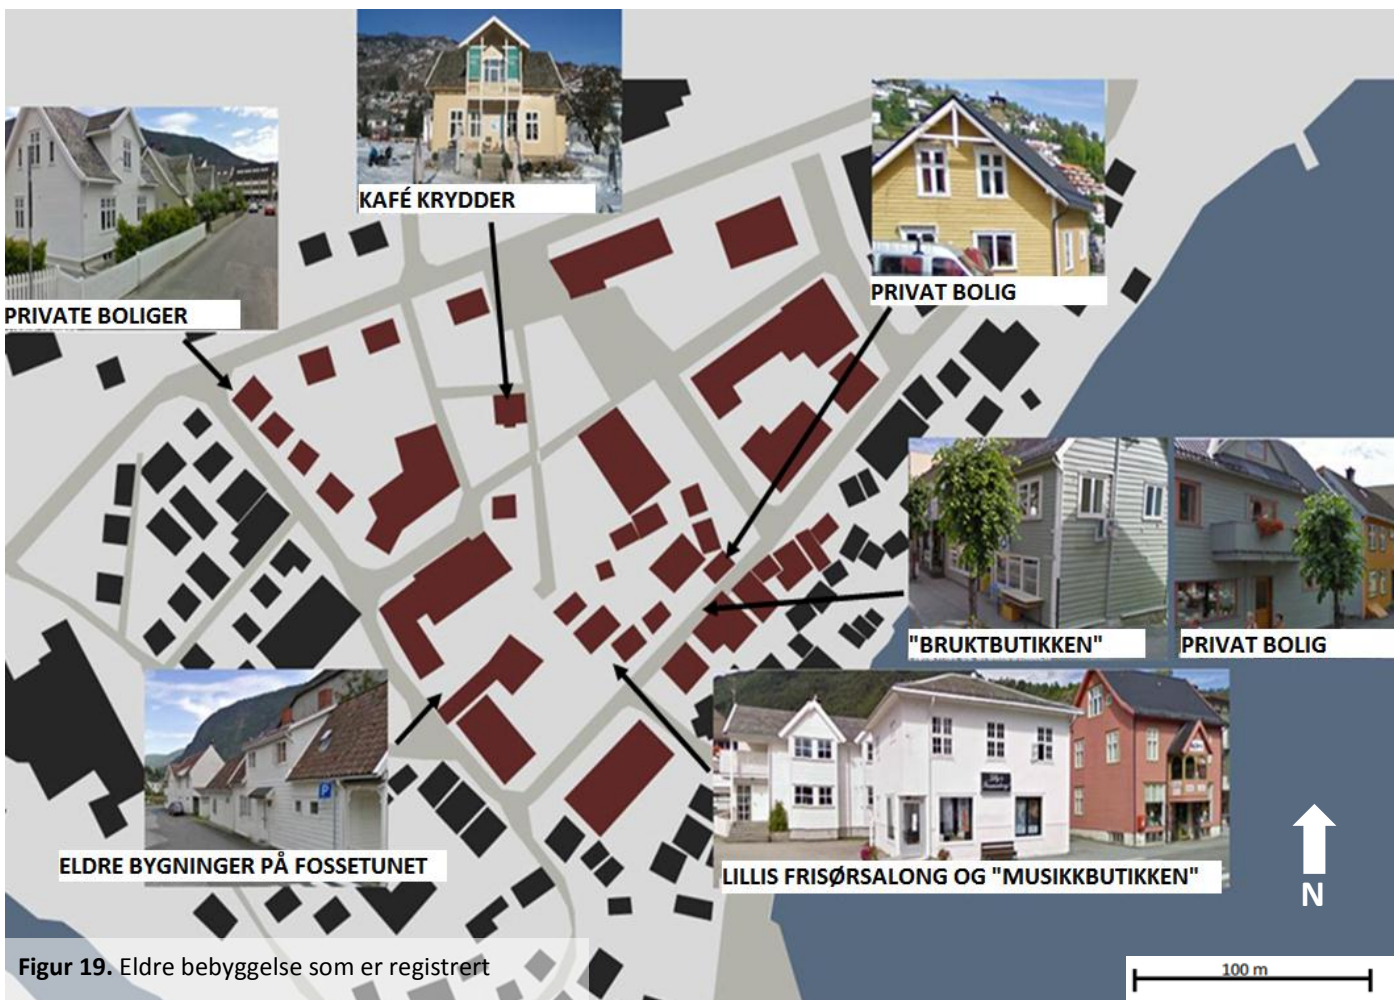 KAFÉ KRYDDER
PRIVATE BOLIGER
PRIVAT BOLIG
"BRUKTBUTIKKEN"
PRIVAT BOLIG
P
ELDRE BYGNINGER PÅ FOSSETUNET
LILLIS FRISØRSALONG OG "MUSIKKBUTIKKEN"
N
Figur 19. Eldre bebyggelse som er registrert
100 m